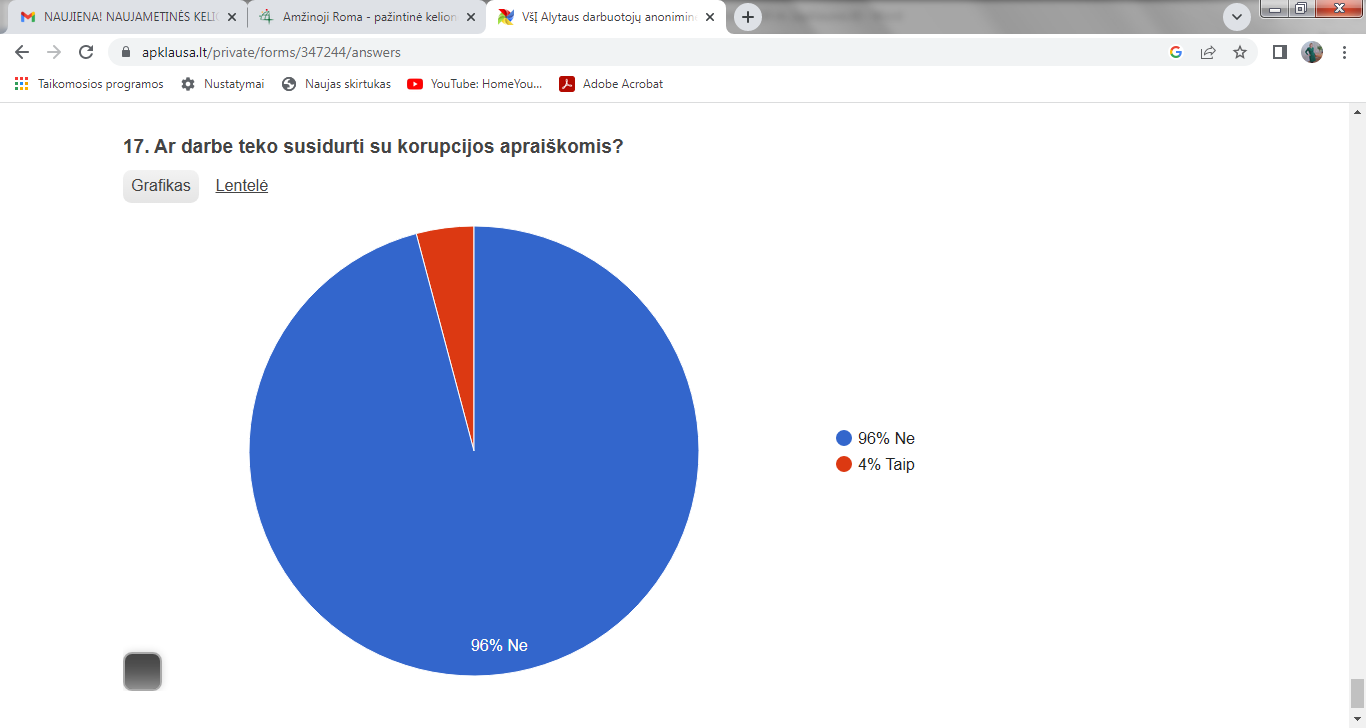 NAUJIENA! NAUJAMETINĖS KELIO
Amžinoji Roma - pažintinė kelion
VšĮ Alytaus darbuotojų anonimin
apklausa.lt/private/forms/347244/answers
Taikomosios programos
Nustatymai
Naujas skirtukas
YouTube: HomeYou...
Adobe Acrobat
17. Ar darbe teko susidurti su korupcijos apraiškomis?
Grafikas
Lentelė
96% Ne
4% Taip
96% Ne